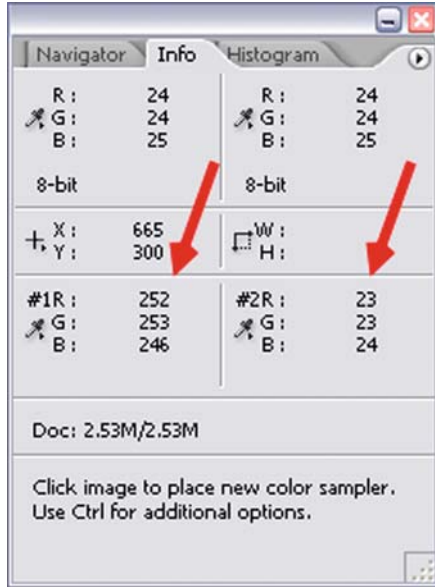 Navigator Info Histogram
R: 24 R: 24
G: 24 G: 24
B: 25 B: 25
8-bit 8-bit
X: 665 W:
Y: 300 H:
#1R: 252 #2R: 23
G: 253 G: 23
B: 246 B: 24
Doc: 2.53M/2.53M
Click image to place new color sampler.
Use Ctrl for additional options.